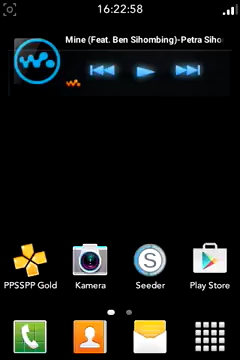 16:22:58
Mine (Feat. Ben Sihombing)-Petra Siho
PPSSPP Gold
Kamera
Seeder
Play Store